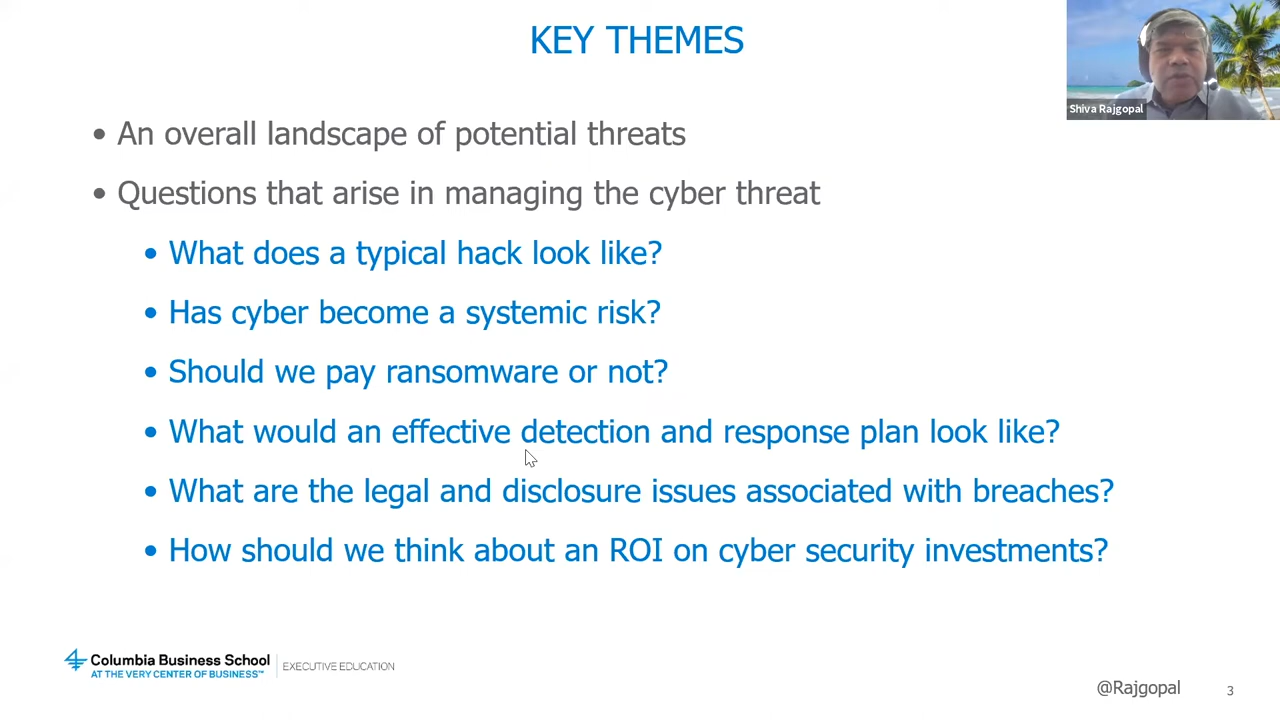 KEY THEMES
Shiva Rajgopal
• An overall landscape of potential threats
• Questions that arise in managing the cyber threat
• What does a typical hack look like?
• Has cyber become a systemic risk?
• Should we pay ransomware or not?
• What would an effective detection and response plan look like?
• What are the legal and disclosure issues associated with breaches?
• How should we think about an ROI on cyber security investments?
Columbia Business School
AT THE VERY CENTER OF BUSINESS™
EXECUTIVE EDUCATION
@Rajgopal
3